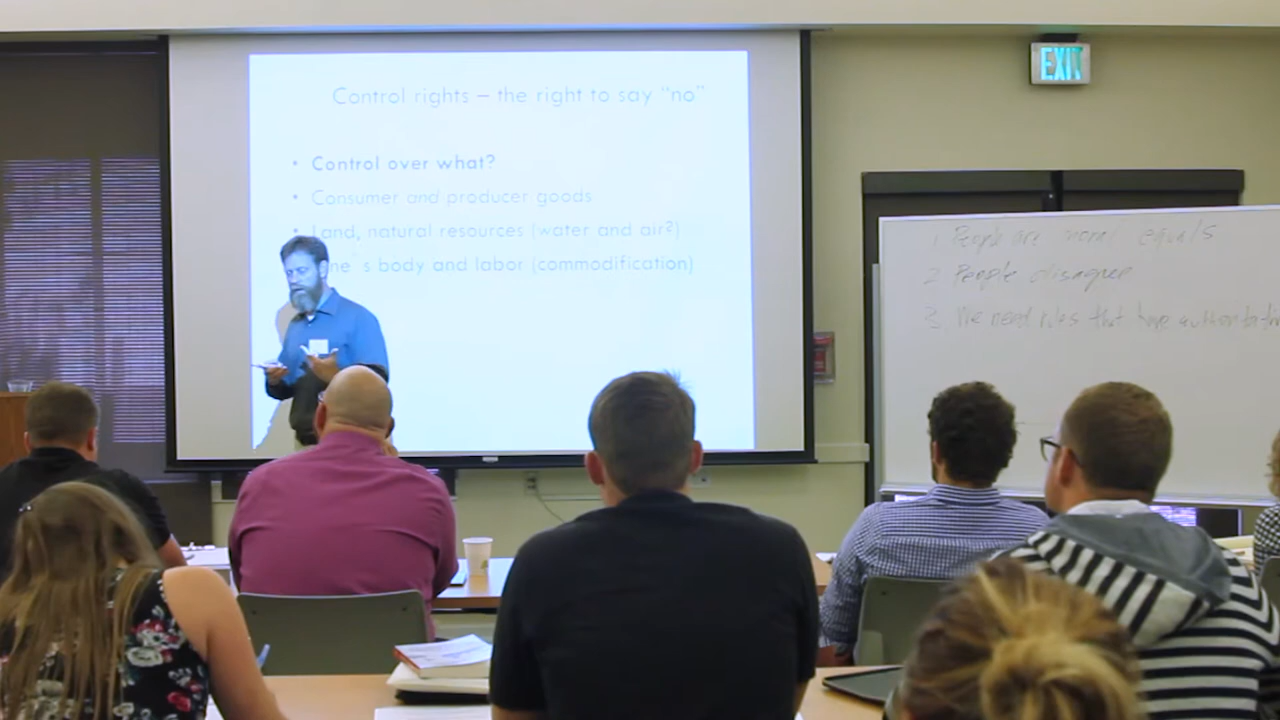 Control rights – the right to say “no”
• Control over what?
• Consumer and producer goods
• Land, natural resources (water and air?)
ne s body and labor (commodification)
EXIT
1. People are moral equals
2. People disagree
3. We need rules that have